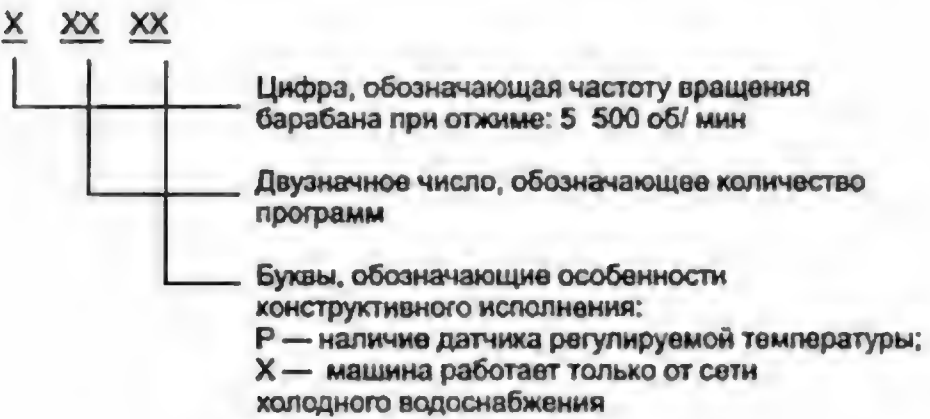 X XX XX
Цифра, обозначающая частоту вращения
барабана при отжиме: 5 500 об/ мин
Двузначное число, обозначающее количество
программ
Буквы, обозначающие особенности
конструктивного исполнения:
Р — наличие датчика регулируемой температуры;
Х — машина работает только от сети
холодного водоснабжения